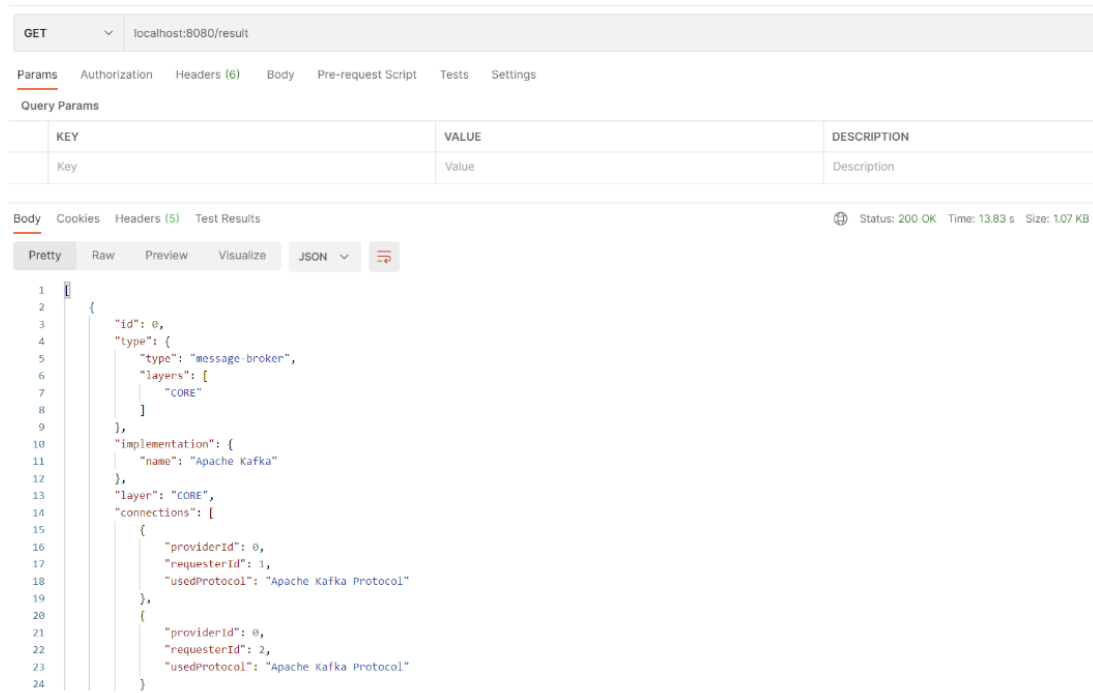 GET localhost:8080/result
Params Authorization Headers (6) Body Pre-request Script Tests Settings
Query Params
KEY VALUE DESCRIPTION
Key Value Description
Body Cookies Headers (5) Test Results Status: 200 OK Time: 13.83 s Size: 1.07 KB
Pretty Raw Preview Visualize JSON
1 [
2 {
3 "id": 0,
4 "type": {
5 "type": "message-broker",
6 "layers": [
7 "CORE"
8 ]
9 },
10 "implementation": {
11 "name": "Apache Kafka"
12 },
13 "layer": "CORE",
14 "connections": [
15 {
16 "providerId": 0,
17 "requesterId": 1,
18 "usedProtocol": "Apache Kafka Protocol"
19 },
20 {
21 "providerId": 0,
22 "requesterId": 2,
23 "usedProtocol": "Apache Kafka Protocol"
24 }